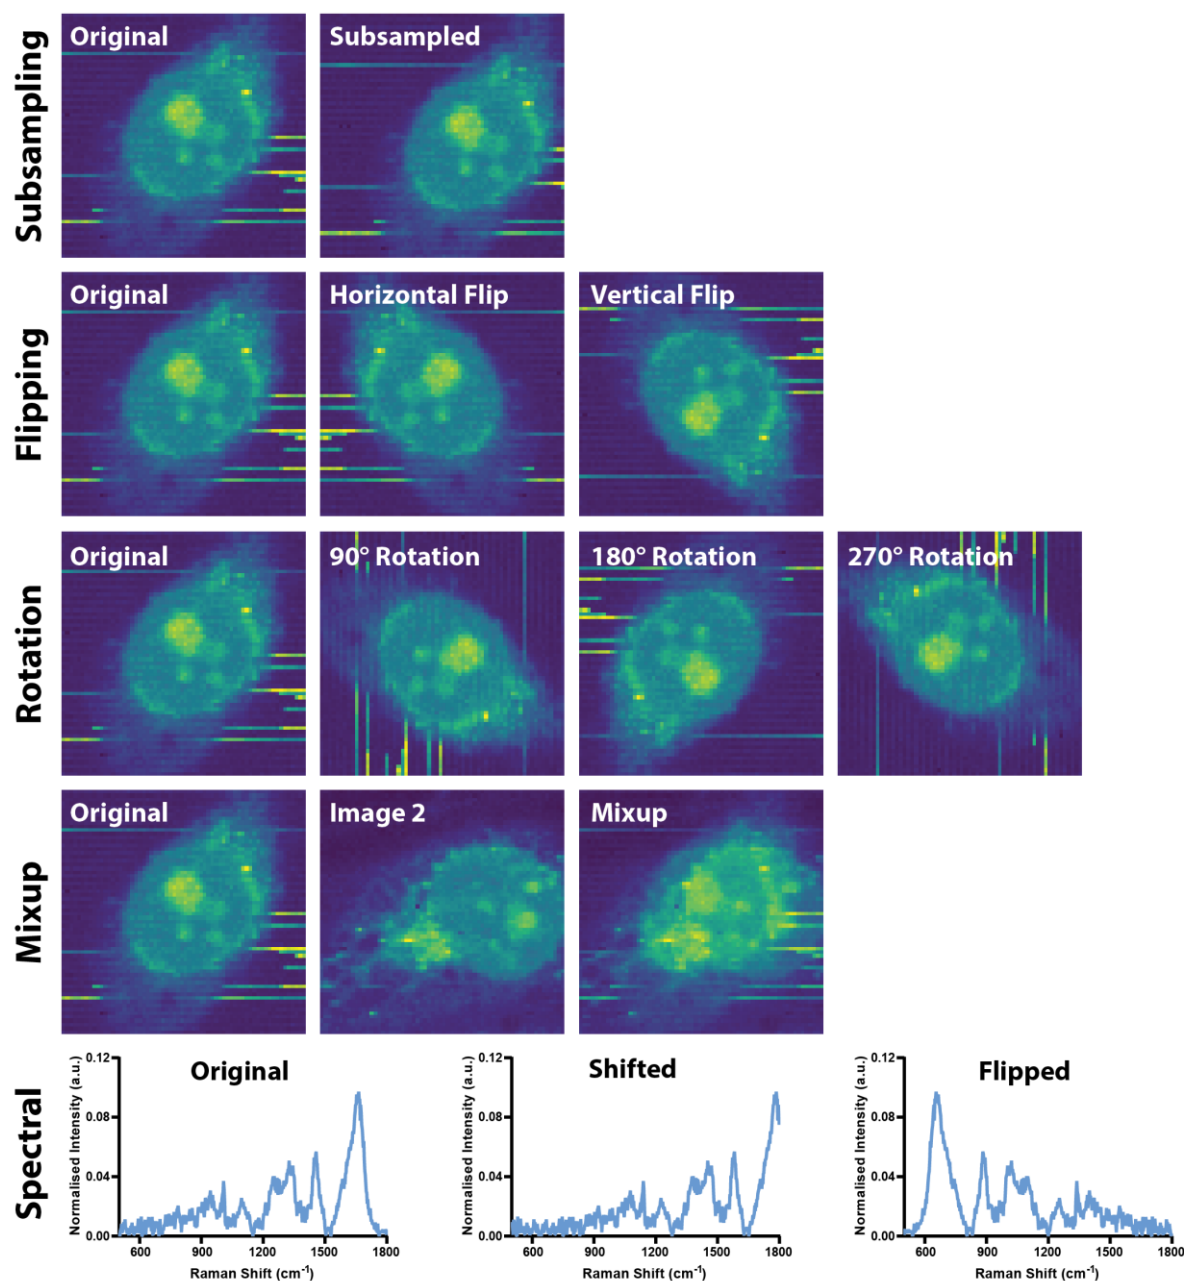 Subsampling
Original
Subsampled
Flipping
Original
Horizontal Flip
Vertical Flip
Rotation
Original
90° Rotation
180° Rotation
270° Rotation
Mixup
Original
Image 2
Mixup
Spectral
Original
Normalised Intensity (a.u.)
0.12
0.08
0.04
0.00
600 900 1200 1500 1800
Raman Shift (cm⁻¹)
Shifted
Normalised Intensity (a.u.)
0.12
0.08
0.04
0.00
600 900 1200 1500 1800
Raman Shift (cm⁻¹)
Flipped
Normalised Intensity (a.u.)
0.12
0.08
0.04
0.00
600 900 1200 1500 1800
Raman Shift (cm⁻¹)